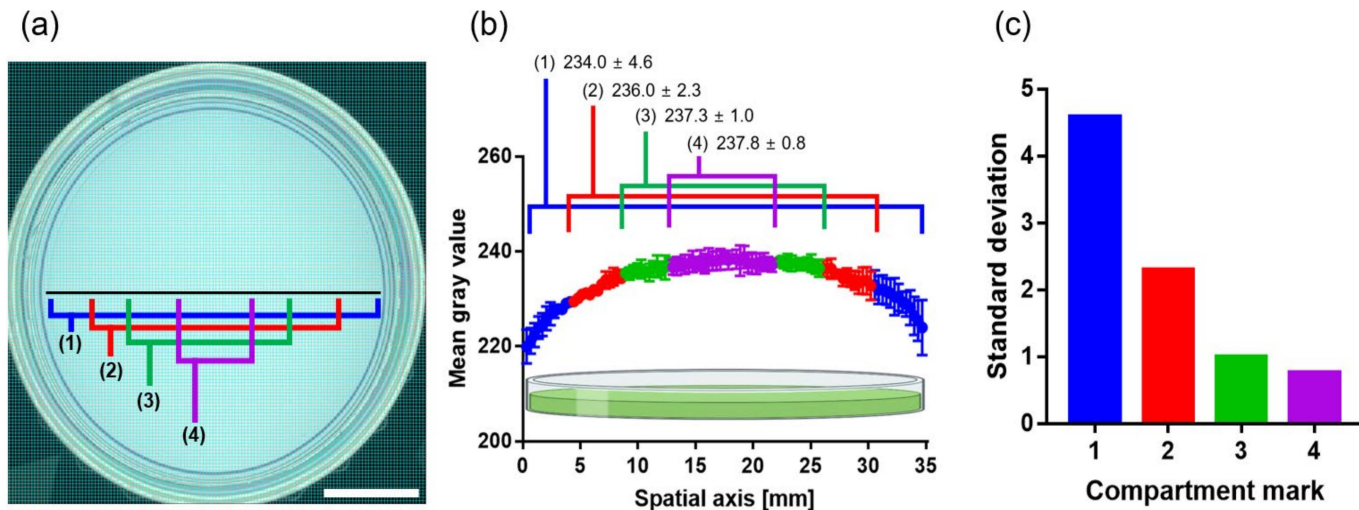 (a)
(1)
(2)
(3)
(4)
(b)
(1) 234.0 ± 4.6
(2) 236.0 ± 2.3
(3) 237.3 ± 1.0
(4) 237.8 ± 0.8
Mean gray value
260
240
220
200
0 5 10 15 20 25 30 35
Spatial axis [mm]
(c)
Standard deviation
5
4
3
2
1
0
1 2 3 4
Compartment mark